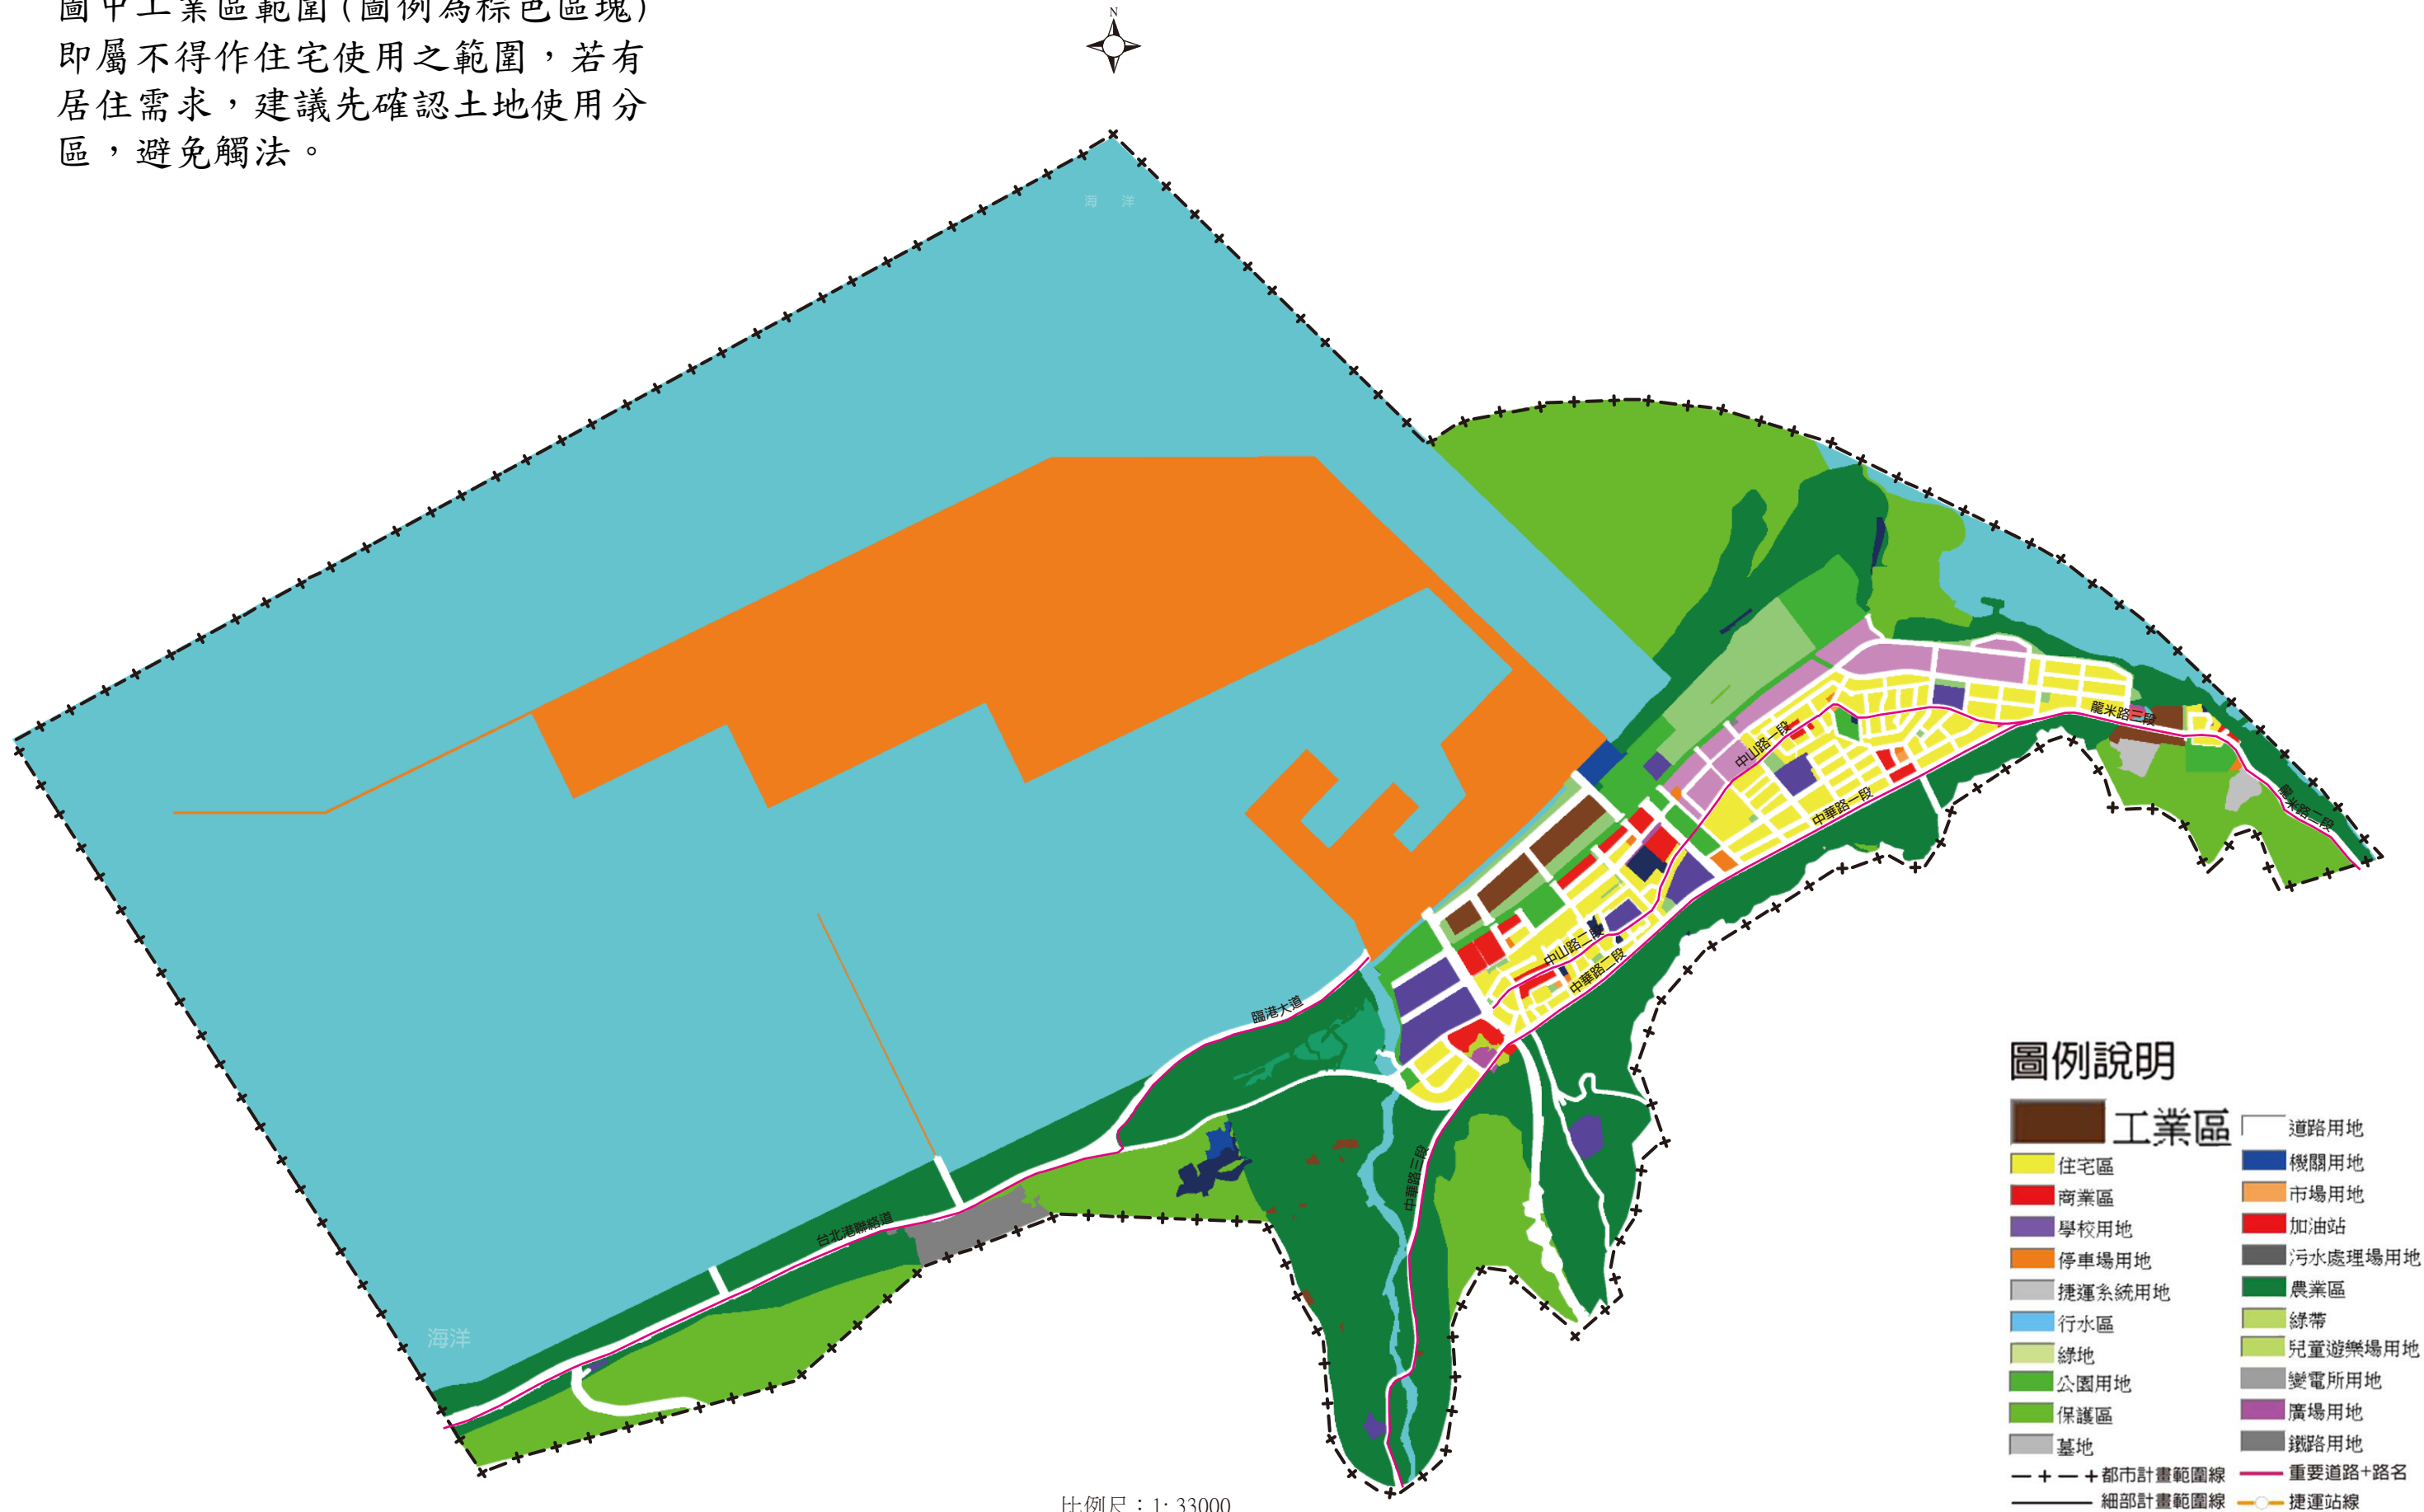 圖中工業區範圍(圖例為棕色區塊)
即屬不得作住宅使用之範圍，若有
居住需求，建議先確認土地使用分
區，避免觸法。
N
海 洋
龍米路三段
中山路一段
龍米路二段
中華路一段
中山路二段
中華路二段
臨港大道
中華路三段
台北港聯絡道
海洋
圖例說明
工業區
道路用地
住宅區
機關用地
商業區
市場用地
學校用地
加油站
停車場用地
污水處理場用地
捷運系統用地
農業區
行水區
綠帶
綠地
兒童遊樂場用地
公園用地
變電所用地
保護區
廣場用地
墓地
鐵路用地
都市計畫範圍線
重要道路+路名
細部計畫範圍線
捷運站線
比例尺：1: 33000